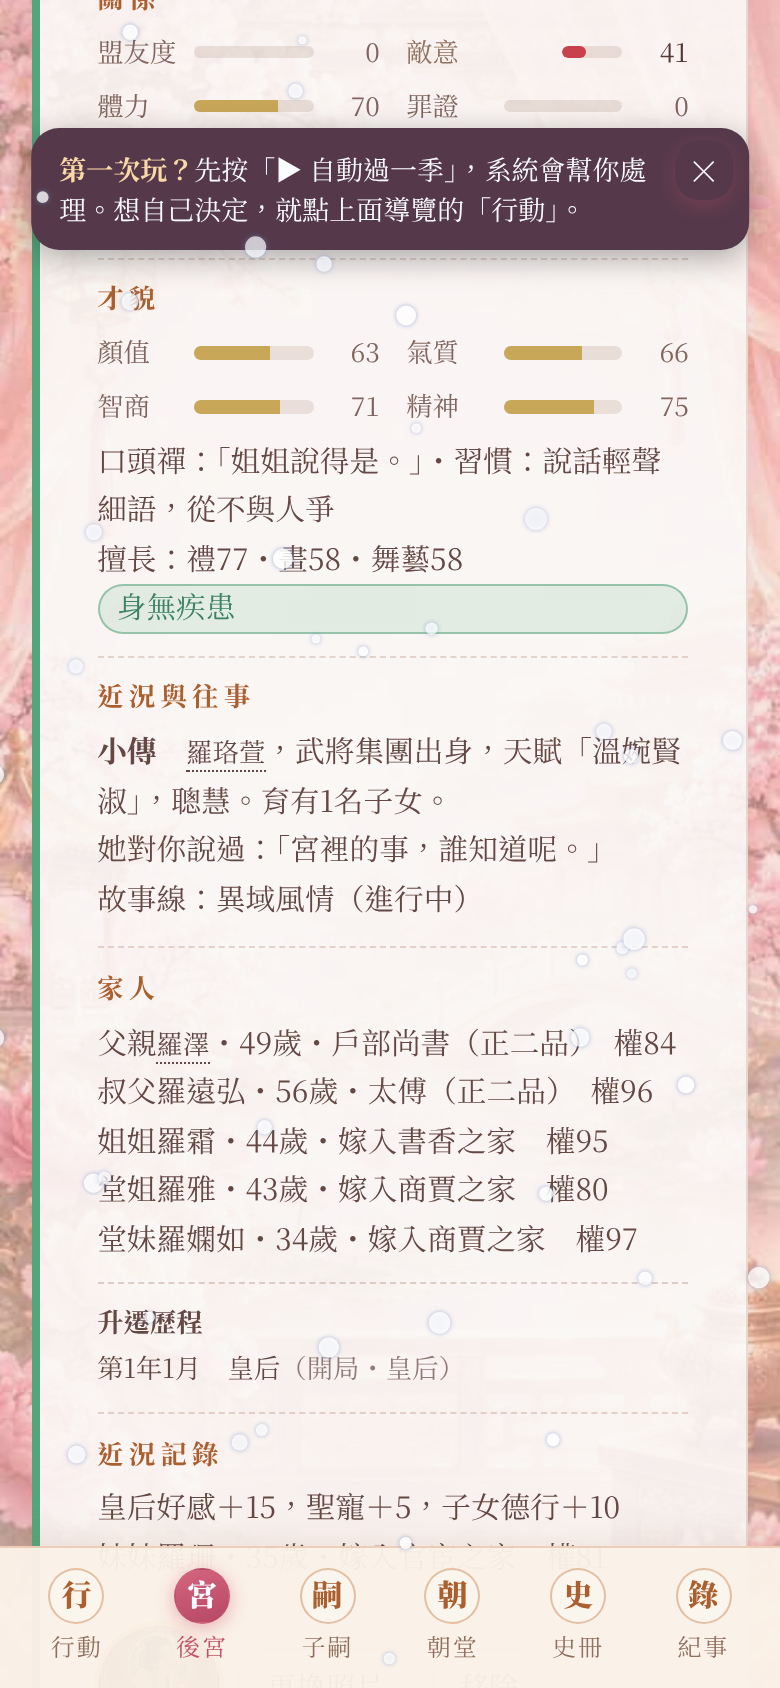 關係
盟友度 0 敵意 41
體力 70 罪證 0
第一次玩？先按「▶ 自動過一季」，系統會幫你處
理。想自己決定，就點上面導覽的「行動」。
才貌
顏值 63 氣質 66
智商 71 精神 75
口頭禪：「姐姐說得是。」・習慣：說話輕聲
細語，從不與人爭
擅長：禮77・畫58・舞藝58
身無疾患
近況與往事
小傳 羅珞萱，武將集團出身，天賦「溫婉賢
淑」，聰慧。育有1名子女。
她對你說過：「宮裡的事，誰知道呢。」
故事線：異域風情（進行中）
家人
父親羅澤・49歲・戶部尚書（正二品） 權84
叔父羅遠弘・56歲・太傅（正二品） 權96
姐姐羅霜・44歲・嫁入書香之家 權95
堂姐羅雅・43歲・嫁入商賈之家 權80
堂妹羅嫻如・34歲・嫁入商賈之家 權97
升遷歷程
第1年1月 皇后（開局・皇后）
近況記錄
皇后好感＋15，聖寵＋5，子女德行＋10
行 宮 嗣 朝 史 錄
行動 後宮 子嗣 朝堂 史冊 紀事